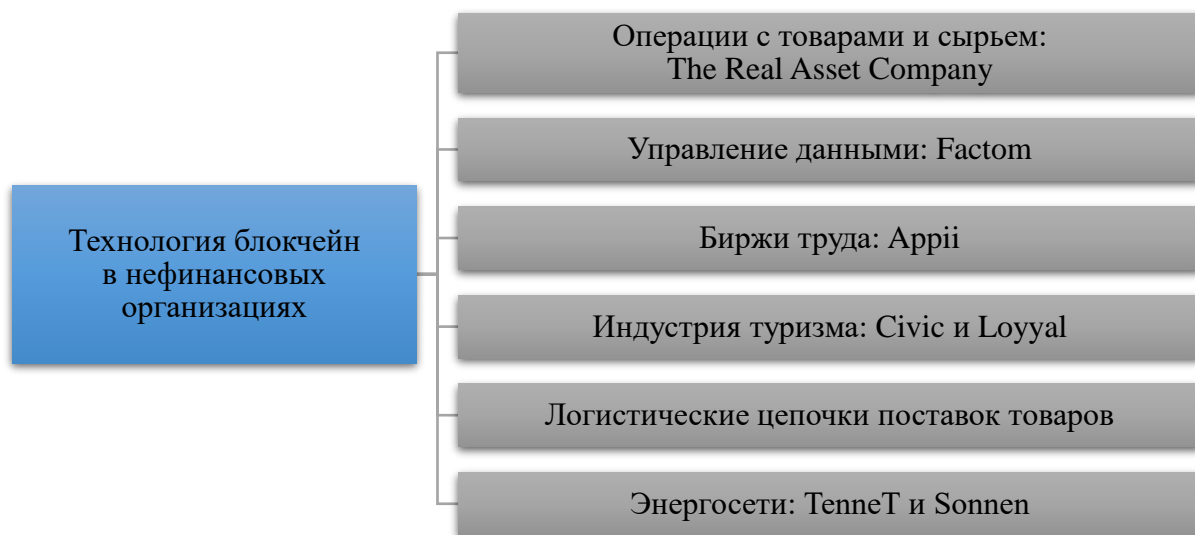 Технология блокчейн
в нефинансовых
организациях
Операции с товарами и сырьем:
The Real Asset Company
Управление данными: Factom
Биржи труда: Appii
Индустрия туризма: Civic и Loyyal
Логистические цепочки поставок товаров
Энергосети: TenneT и Sonnen